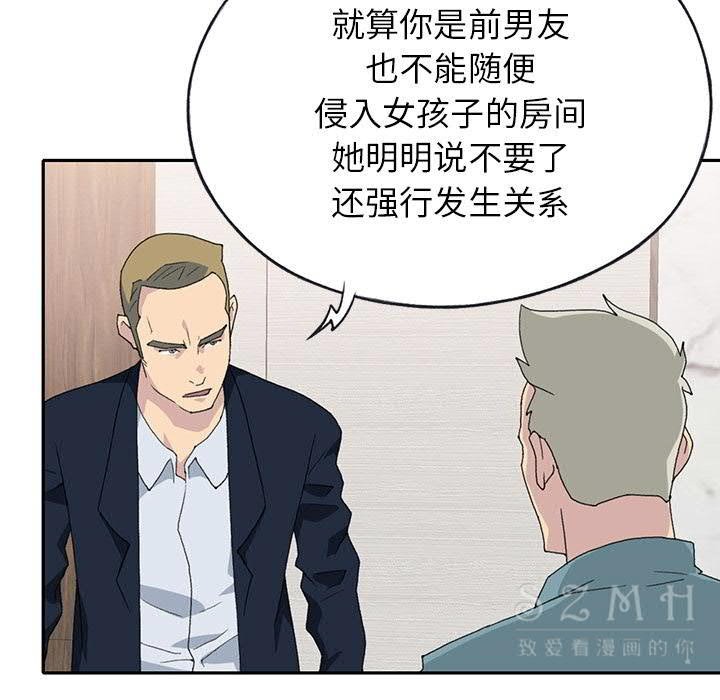 就算你是前男友
也不能随便
侵入女孩子的房间
她明明说不要了
还强行发生关系
SZMH
致爱看漫画的你